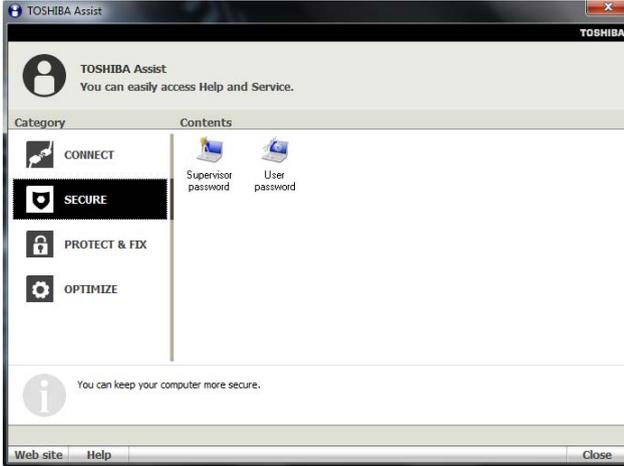 TOSHIBA Assist
TOSHIBA
TOSHIBA Assist
You can easily access Help and Service.
Category
Contents
CONNECT
SECURE
PROTECT & FIX
OPTIMIZE
Supervisor
password
User
password
You can keep your computer more secure.
Web site
Help
Close